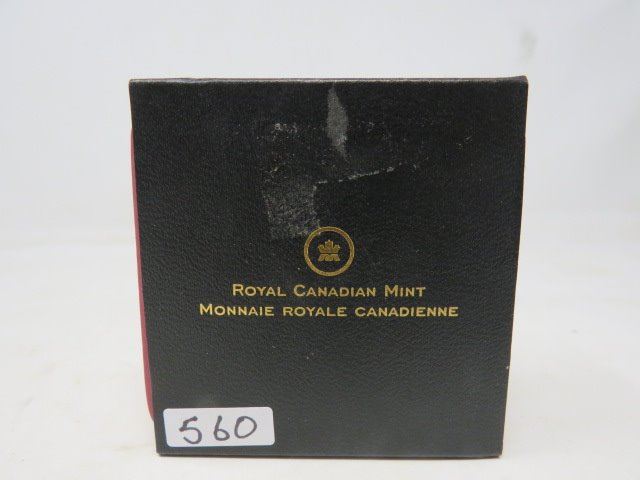 ROYAL CANADIAN MINT
MONNAIE ROYALE CANADIENNE
560